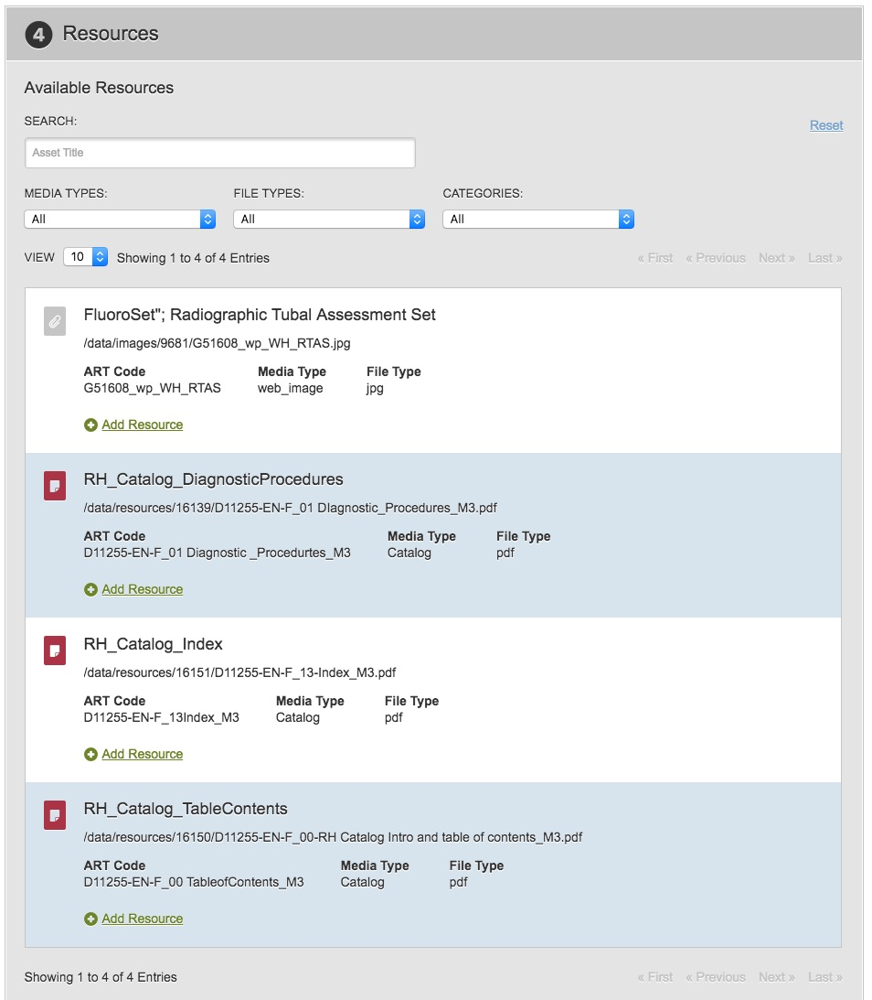 4 Resources
Available Resources
SEARCH:
Reset
Asset Title
MEDIA TYPES: FILE TYPES: CATEGORIES:
All All All
VIEW 10 Showing 1 to 4 of 4 Entries « First « Previous Next » Last »
FluoroSet"; Radiographic Tubal Assessment Set
/data/images/9681/G51608_wp_WH_RTAS.jpg
ART Code Media Type File Type
G51608_wp_WH_RTAS web_image jpg
Add Resource
RH_Catalog_DiagnosticProcedures
/data/resources/16139/D11255-EN-F_01 DIagnostic_Procedures_M3.pdf
ART Code Media Type File Type
D11255-EN-F_01 Diagnostic _Procedurtes_M3 Catalog pdf
Add Resource
RH_Catalog_Index
/data/resources/16151/D11255-EN-F_13-Index_M3.pdf
ART Code Media Type File Type
D11255-EN-F_13Index_M3 Catalog pdf
Add Resource
RH_Catalog_TableContents
/data/resources/16150/D11255-EN-F_00-RH Catalog Intro and table of contents_M3.pdf
ART Code Media Type File Type
D11255-EN-F_00 TableofContents_M3 Catalog pdf
Add Resource
Showing 1 to 4 of 4 Entries « First « Previous Next » Last »